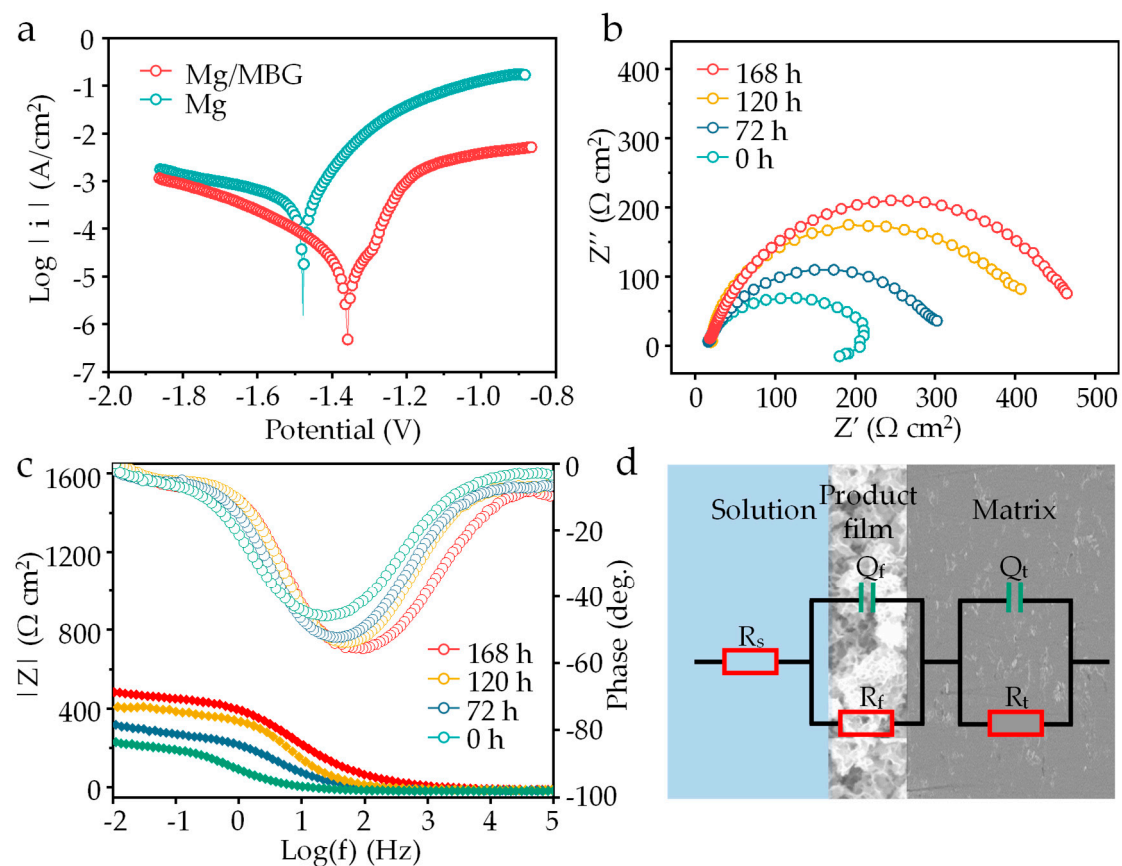 a
0
-1
-2
-3
-4
-5
-6
-7
Log | i | (A/cm²)
Mg/MBG
Mg
-2.0 -1.8 -1.6 -1.4 -1.2 -1.0 -0.8
Potential (V)
b
400
300
200
100
0
Z″ (Ω cm²)
168 h
120 h
72 h
0 h
0 100 200 300 400 500
Z′ (Ω cm²)
c
1600
1200
800
400
0
|Z| (Ω cm²)
0
-20
-40
-60
-80
-100
Phase (deg.)
168 h
120 h
72 h
0 h
-2 -1 0 1 2 3 4 5
Log(f) (Hz)
d
Solution
Product
film
Matrix
Qf
Qt
Rs
Rf
Rt